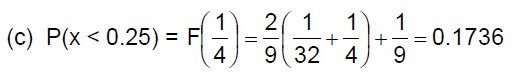 (c) P(x < 0.25) = F(1/4) = 2/9(1/32 + 1/4) + 1/9 = 0.1736